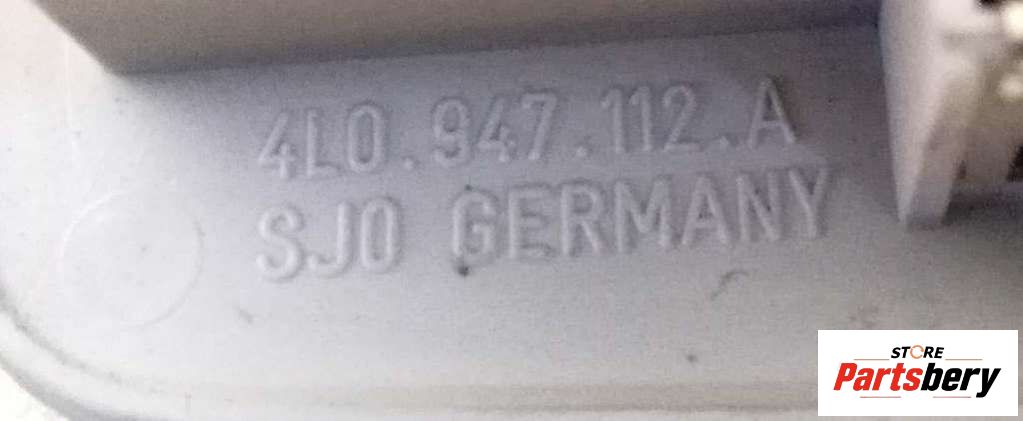 4L0.947.112.A
SJ0 GERMANY
STORE
Partsbery